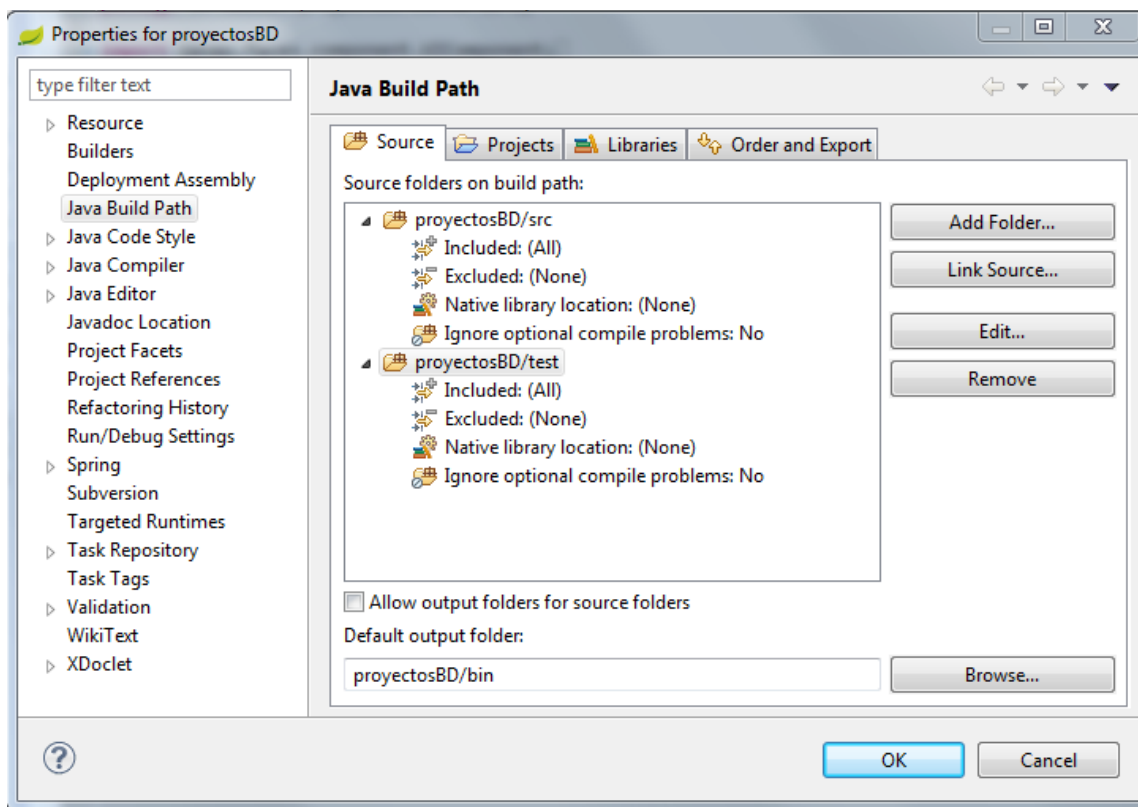 Properties for proyectosBD
type filter text
Resource
Builders
Deployment Assembly
Java Build Path
Java Code Style
Java Compiler
Java Editor
Javadoc Location
Project Facets
Project References
Refactoring History
Run/Debug Settings
Spring
Subversion
Targeted Runtimes
Task Repository
Task Tags
Validation
WikiText
XDoclet
Java Build Path
Source
Projects
Libraries
Order and Export
Source folders on build path:
proyectosBD/src
Included: (All)
Excluded: (None)
Native library location: (None)
Ignore optional compile problems: No
proyectosBD/test
Included: (All)
Excluded: (None)
Native library location: (None)
Ignore optional compile problems: No
Add Folder...
Link Source...
Edit...
Remove
Allow output folders for source folders
Default output folder:
proyectosBD/bin
Browse...
?
OK
Cancel